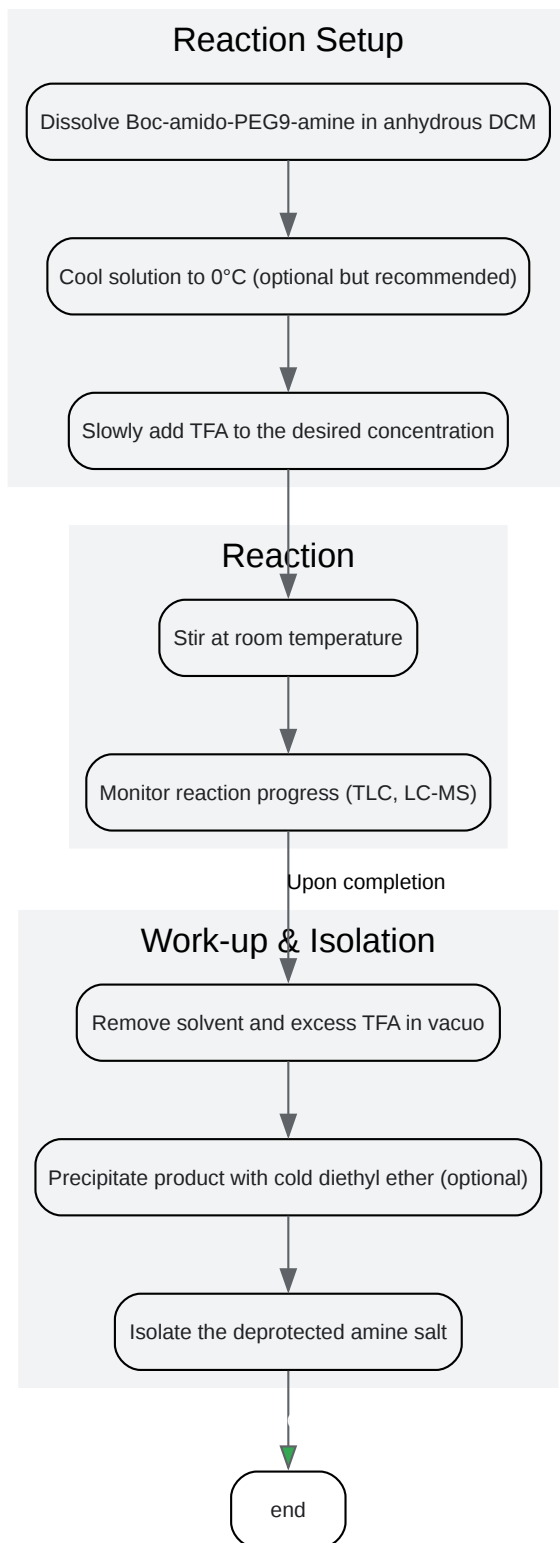 Reaction Setup
Dissolve Boc-amido-PEG9-amine in anhydrous DCM
Cool solution to 0°C (optional but recommended)
Slowly add TFA to the desired concentration
Reaction
Stir at room temperature
Monitor reaction progress (TLC, LC-MS)
Upon completion
Work-up & Isolation
Remove solvent and excess TFA in vacuo
Precipitate product with cold diethyl ether (optional)
Isolate the deprotected amine salt
end